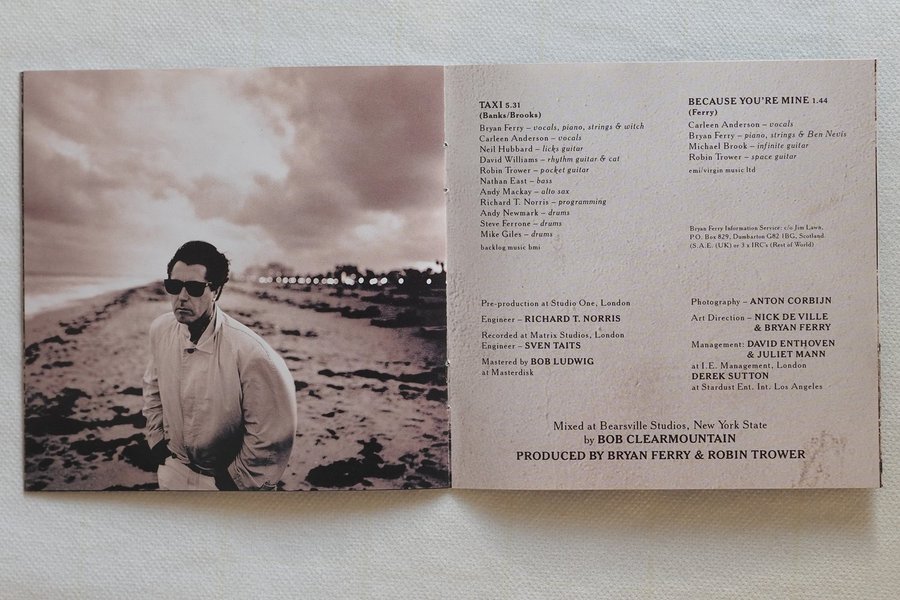 TAXI 5.31
(Banks/Brooks)
Bryan Ferry – vocals, piano, strings & witch
Carleen Anderson – vocals
Neil Hubbard – licks guitar
David Williams – rhythm guitar & cat
Robin Trower – pocket guitar
Nathan East – bass
Andy Mackay – alto sax
Richard T. Norris – programming
Andy Newmark – drums
Steve Ferrone – drums
Mike Giles – drums
backlog music bmi
Pre-production at Studio One, London
Engineer – RICHARD T. NORRIS
Recorded at Matrix Studios, London
Engineer – SVEN TAITS
Mastered by BOB LUDWIG
at Masterdisk
BECAUSE YOU'RE MINE 1.44
(Ferry)
Carleen Anderson – vocals
Bryan Ferry – piano, strings & Ben Nevis
Michael Brook – infinite guitar
Robin Trower – space guitar
emi/virgin music ltd
Bryan Ferry Information Service: c/o Jim Lawn,
P.O. Box 829, Dumbarton G82 1BG, Scotland
(S.A.E. (UK) or 3 x IRC's (Rest of World)
Photography – ANTON CORBIJN
Art Direction – NICK DE VILLE
& BRYAN FERRY
Management: DAVID ENTHOVEN
& JULIET MANN
at I.E. Management, London
DEREK SUTTON
at Stardust Ent. Int. Los Angeles
Mixed at Bearsville Studios, New York State
by BOB CLEARMOUNTAIN
PRODUCED BY BRYAN FERRY & ROBIN TROWER